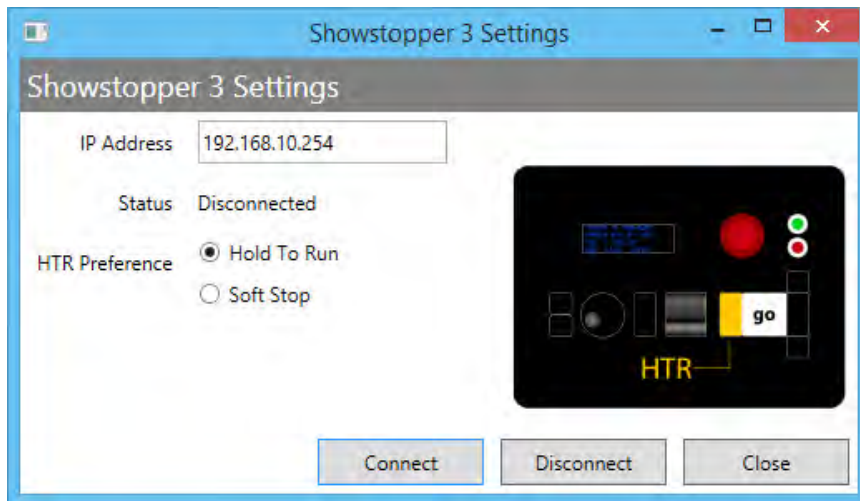 Showstopper 3 Settings
Showstopper 3 Settings
IP Address 192.168.10.254
Status Disconnected
HTR Preference
Hold To Run
Soft Stop
go
HTR
Connect Disconnect Close